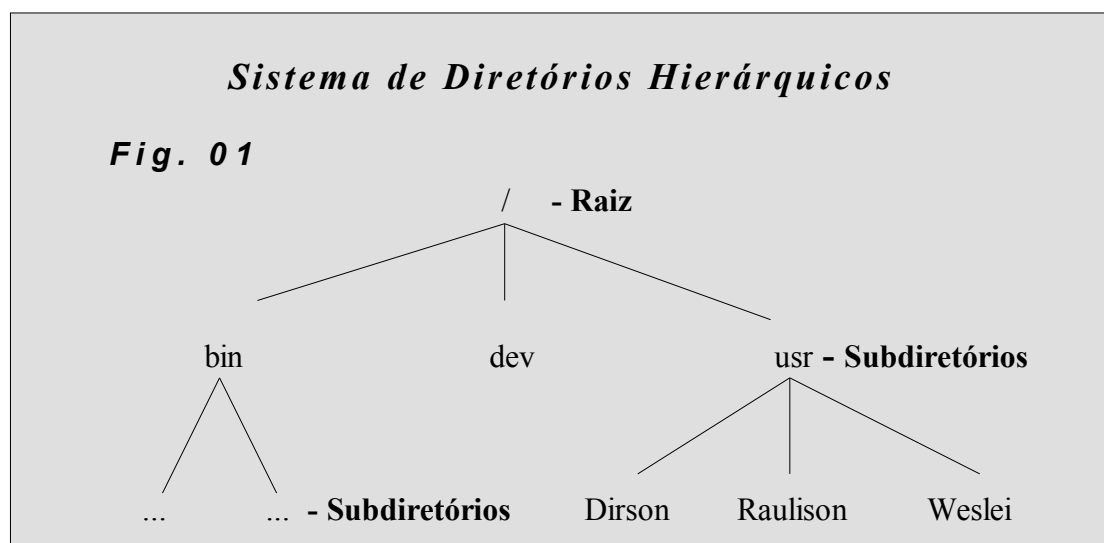 Sistema de Diretórios Hierárquicos
Fig. 01
/ - Raiz
bin dev usr - Subdiretórios
... ... - Subdiretórios Dirson Raulison Weslei